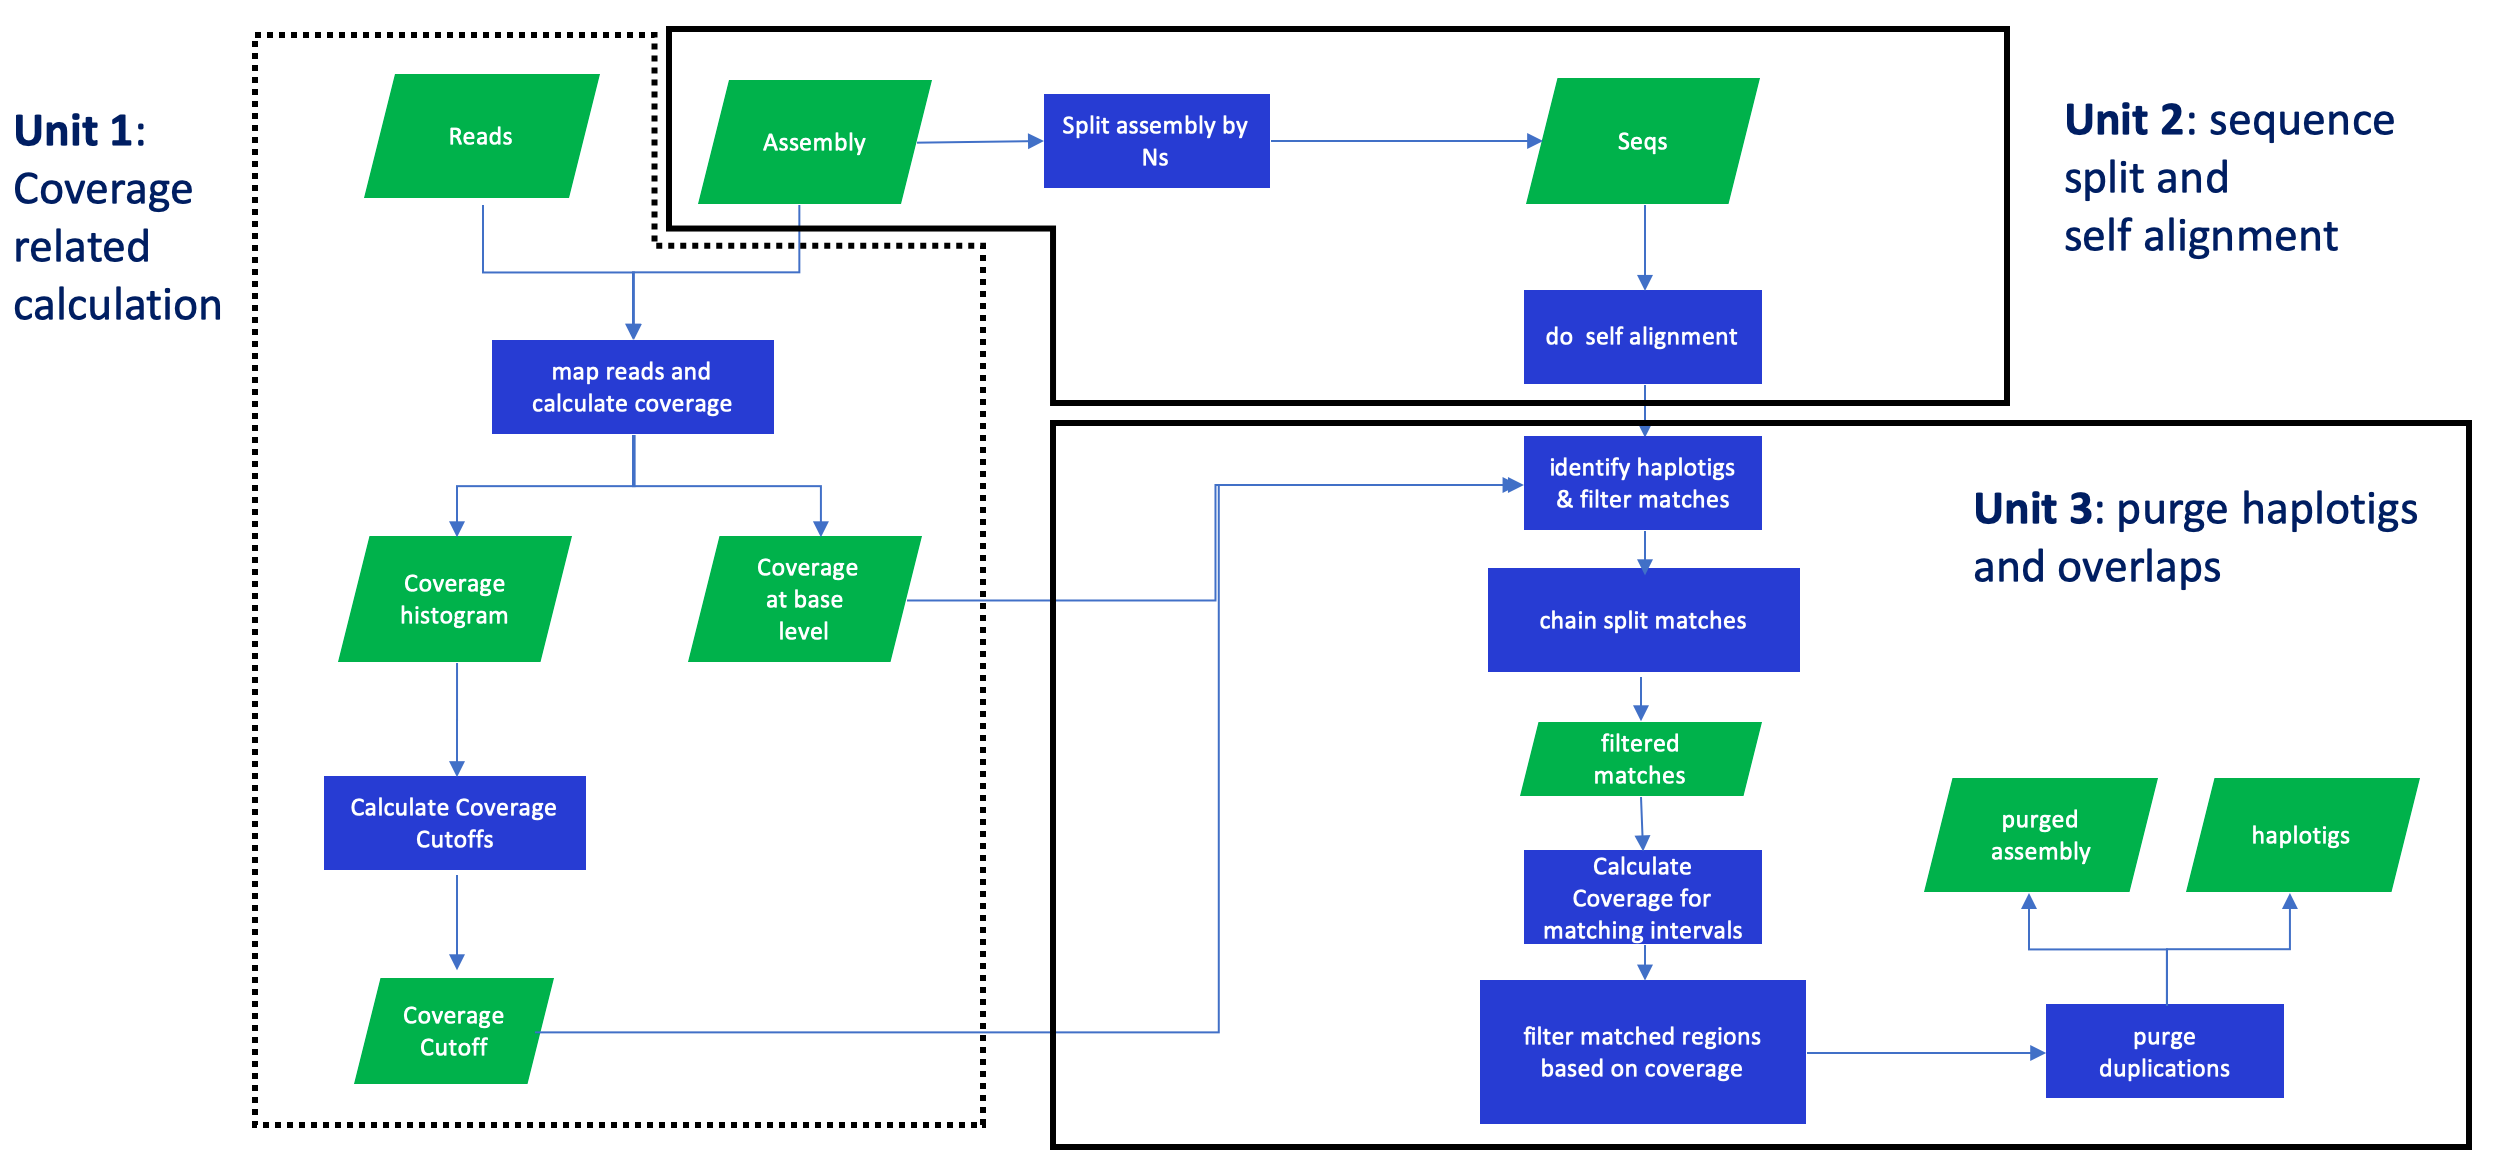 Unit 1:
Coverage
related
calculation
Reads
map reads and
calculate coverage
Coverage
histogram
Coverage
at base
level
Calculate Coverage
Cutoffs
Coverage
Cutoff
Assembly
Split assembly by
Ns
Seqs
do  self alignment
Unit 2: sequence
split and
self alignment
identify haplotigs
& filter matches
chain split matches
filtered
matches
Calculate
Coverage for
matching intervals
filter matched regions
based on coverage
purge
duplications
purged
assembly
haplotigs
Unit 3: purge haplotigs
and overlaps